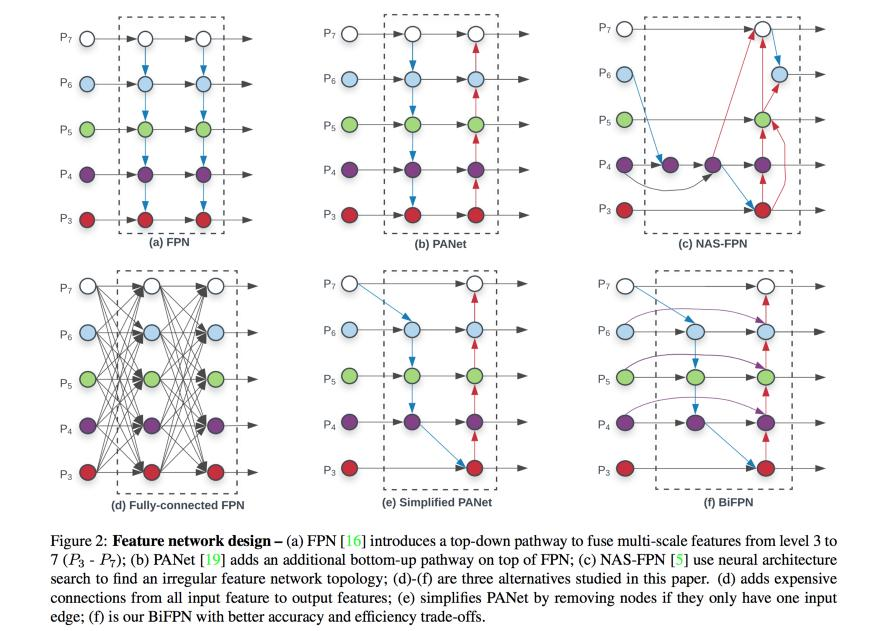 P7
P6
P5
P4
P3
(a) FPN
P7
P6
P5
P4
P3
(b) PANet
P7
P6
P5
P4
P3
(c) NAS-FPN
P7
P6
P5
P4
P3
(d) Fully-connected FPN
P7
P6
P5
P4
P3
(e) Simplified PANet
P7
P6
P5
P4
P3
(f) BiFPN
Figure 2: Feature network design – (a) FPN [16] introduces a top-down pathway to fuse multi-scale features from level 3 to
7 (P3 - P7); (b) PANet [19] adds an additional bottom-up pathway on top of FPN; (c) NAS-FPN [5] use neural architecture
search to find an irregular feature network topology; (d)-(f) are three alternatives studied in this paper. (d) adds expensive
connections from all input feature to output features; (e) simplifies PANet by removing nodes if they only have one input
edge; (f) is our BiFPN with better accuracy and efficiency trade-offs.